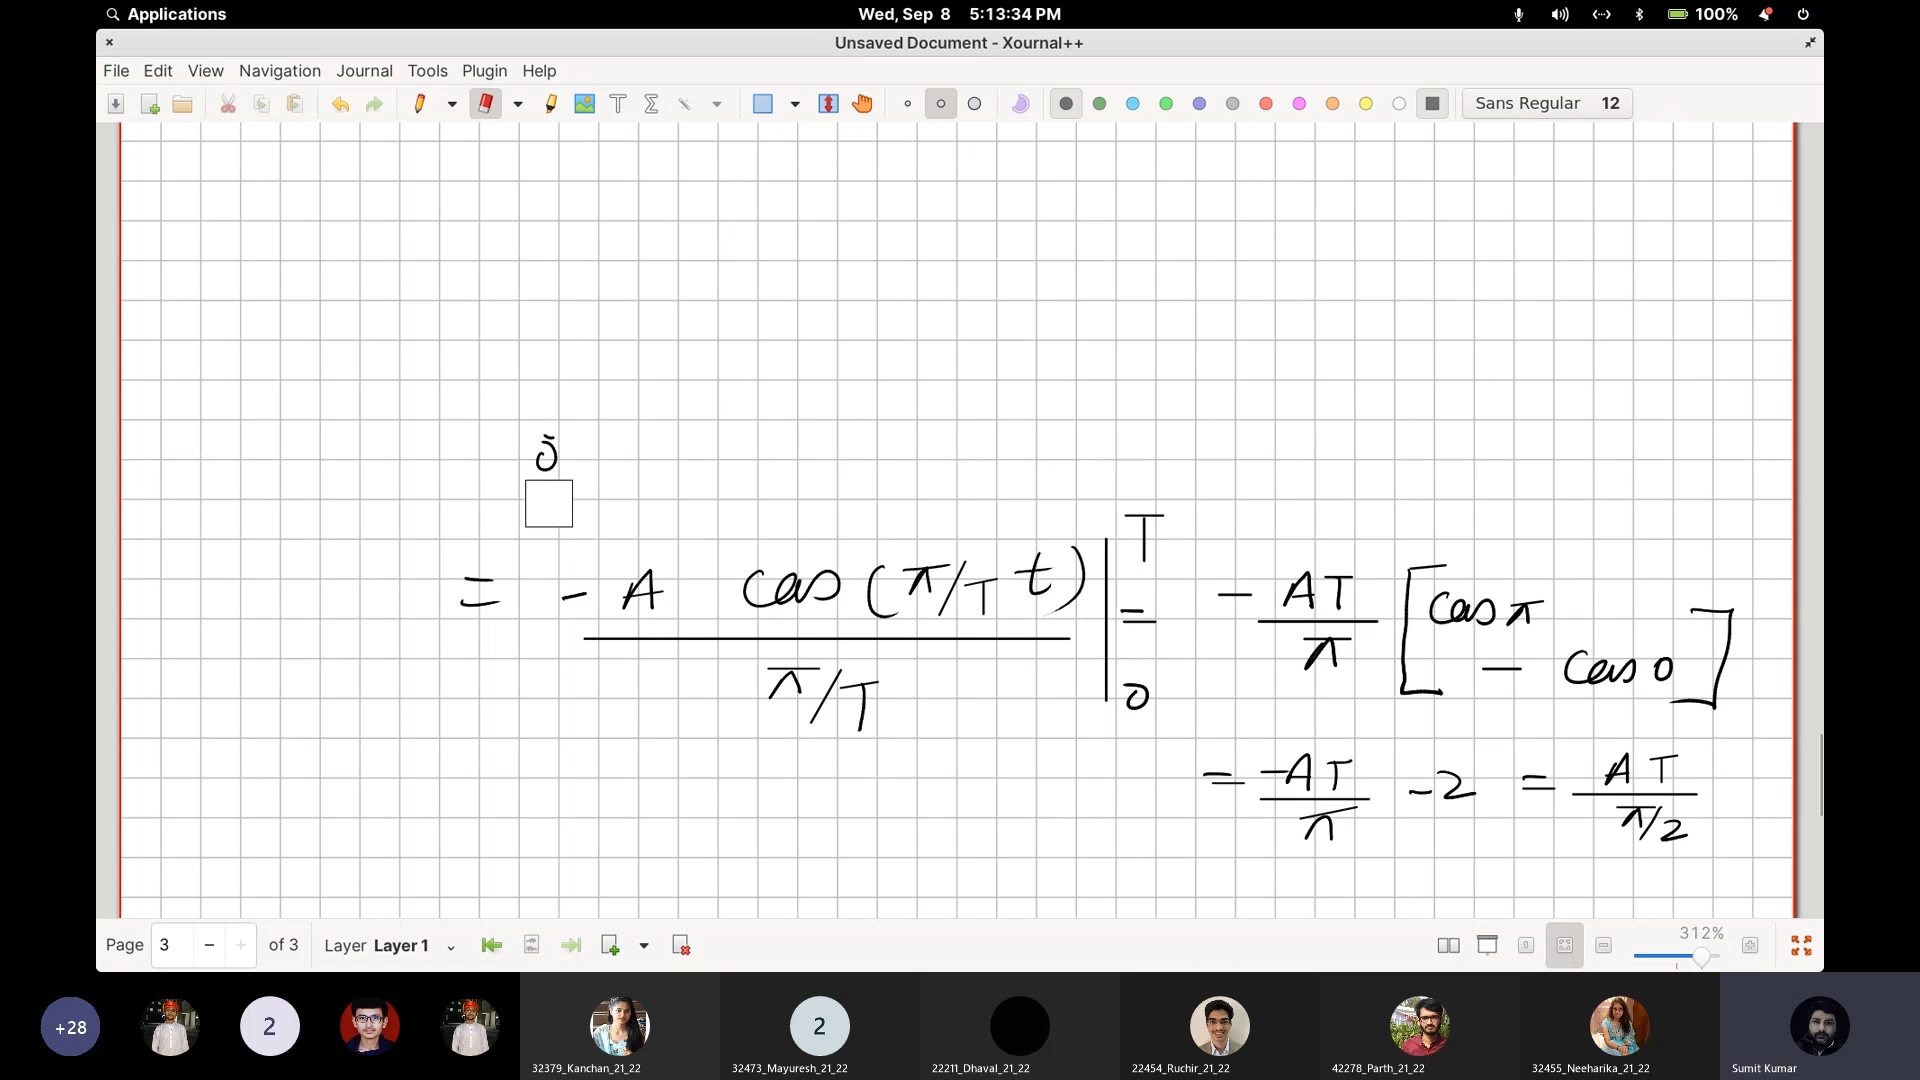 Applications
Wed, Sep 8 5:13:34 PM
100%
Unsaved Document - Xournal++
File Edit View Navigation Journal Tools Plugin Help
Sans Regular 12
= - A cos(π/T t) | T 0 = - AT/π [cos π - cos 0]
π/T
= -AT/π -2 = AT/π/2
Page 3 of 3 Layer Layer 1
312%
+28
2
2
32379_Kanchan_21_22
32473_Mayuresh_21_22
22211_Dhaval_21_22
22454_Ruchir_21_22
42278_Parth_21_22
32455_Neeharika_21_22
Sumit Kumar